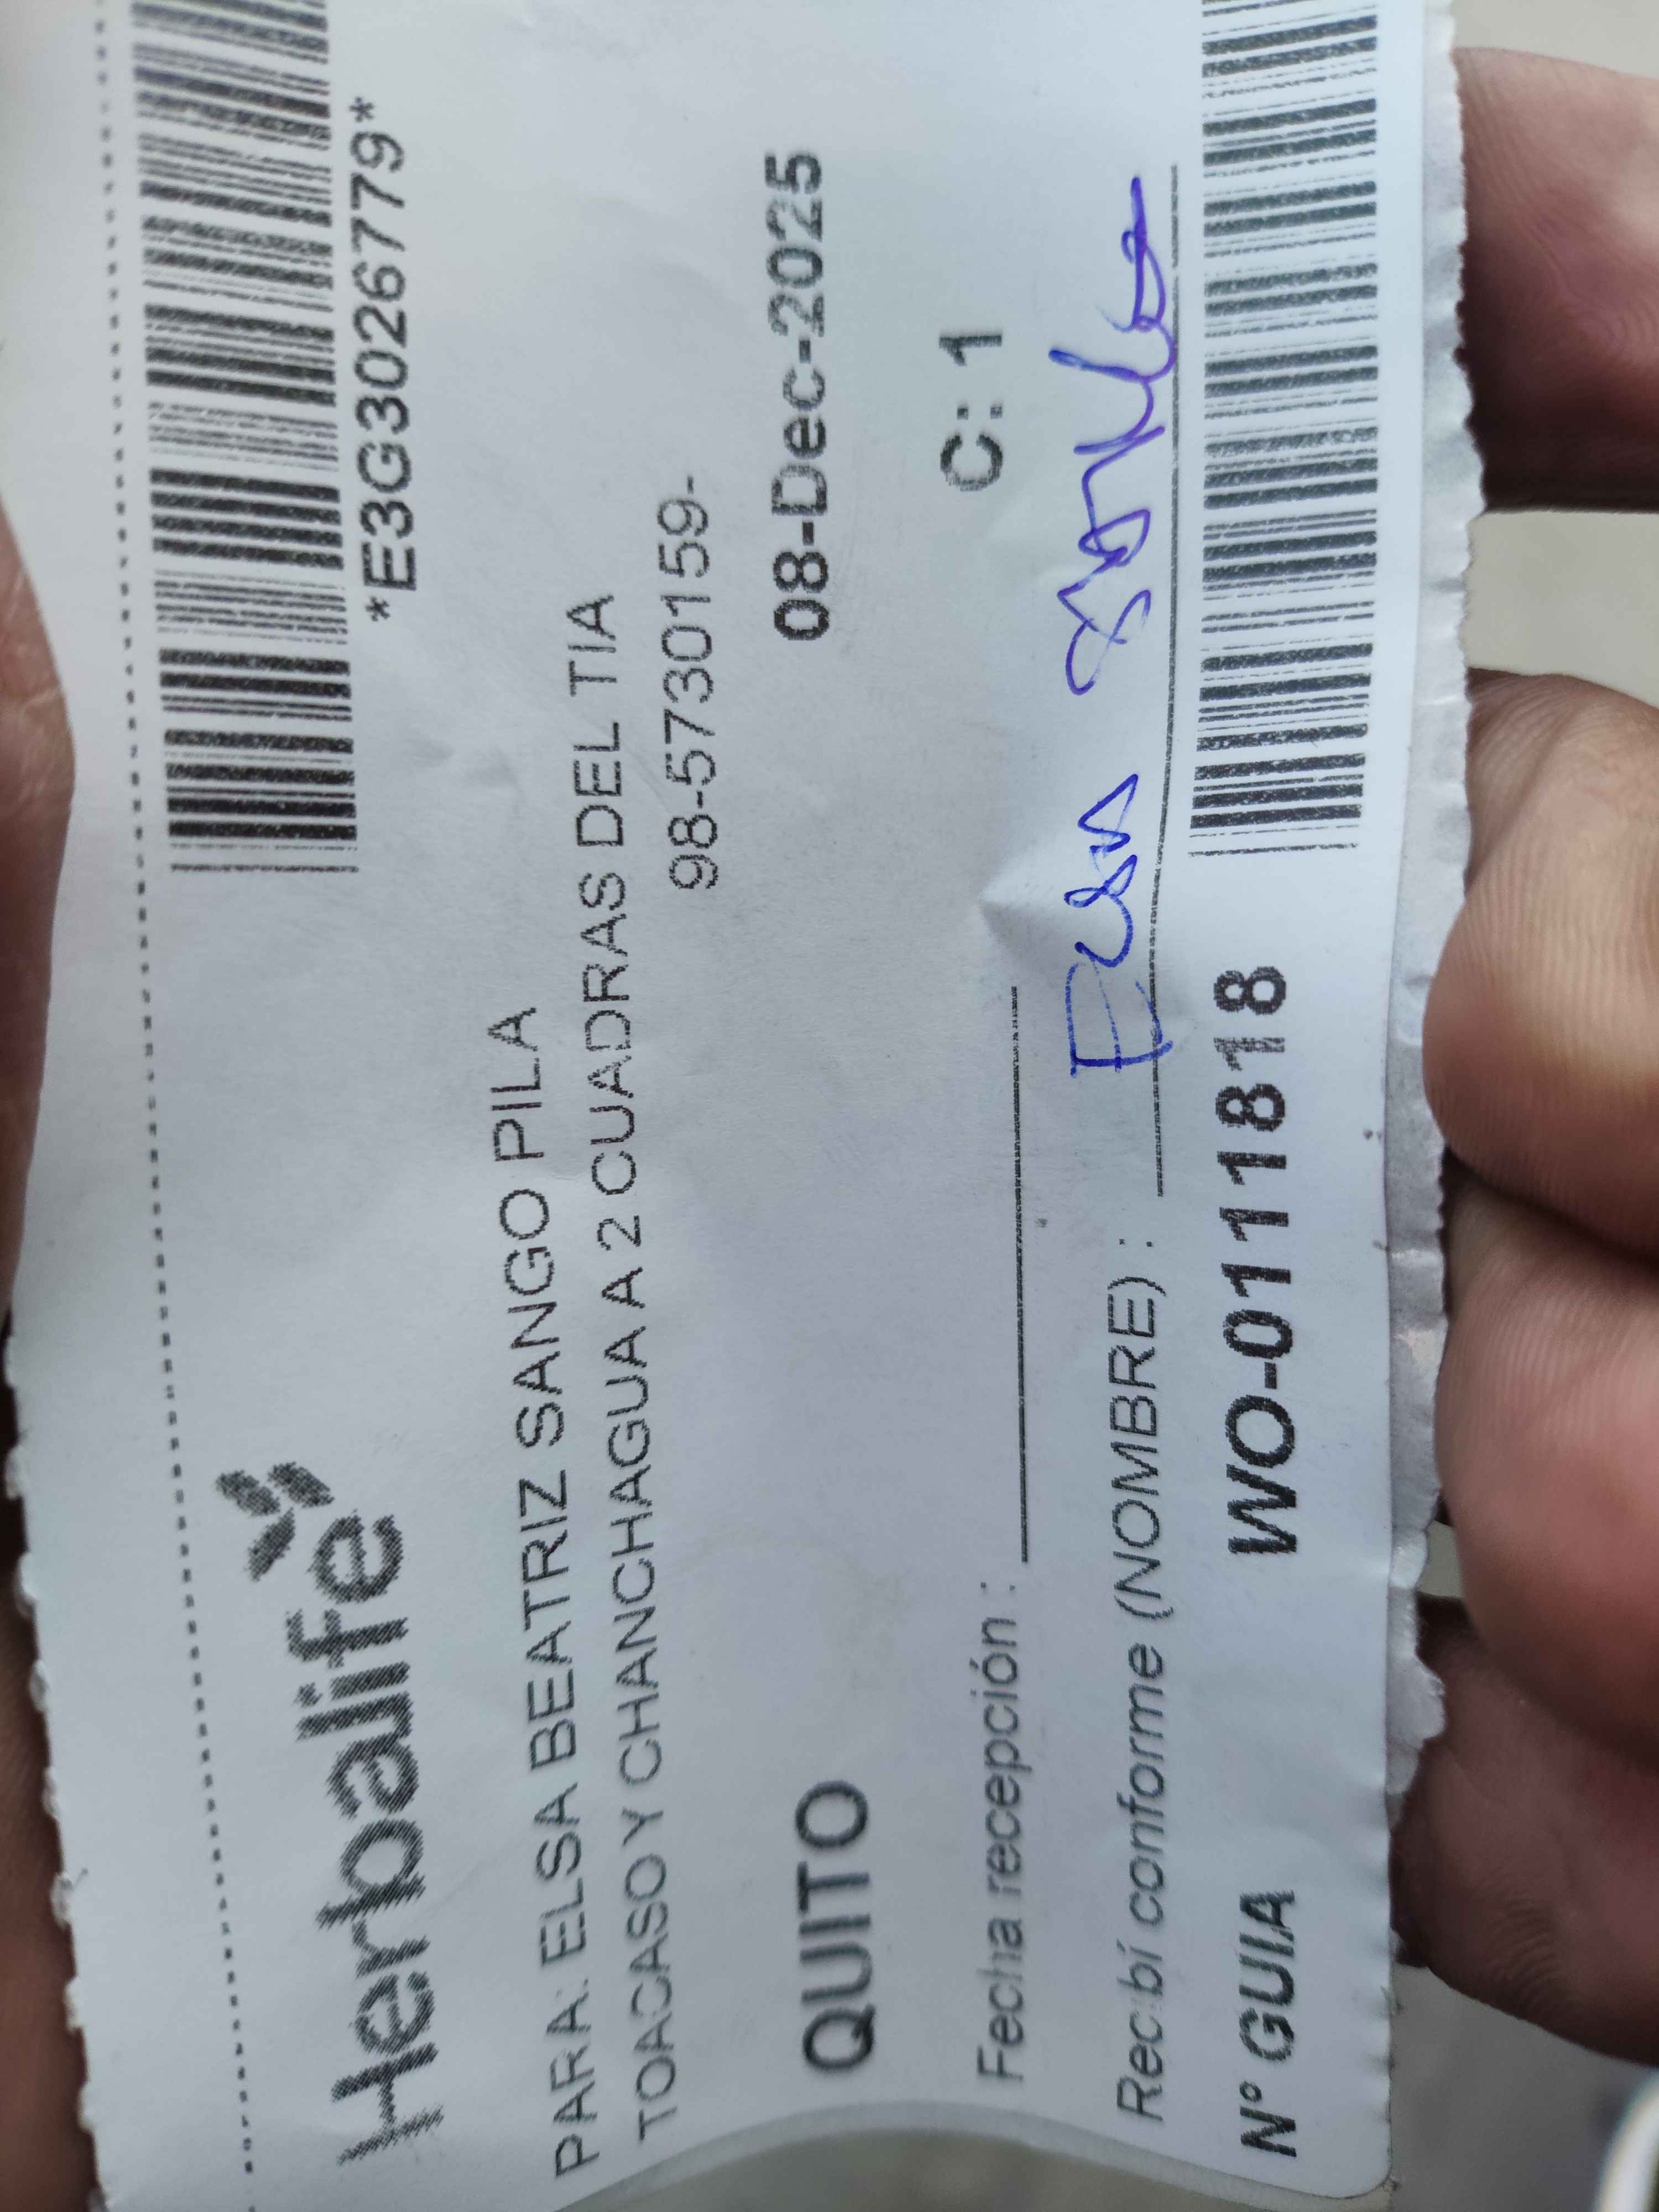 Herbalife
*E3G3026779*
PARA: ELSA BEATRIZ SANGO PILA
TOACASO Y CHANCHAGUA A 2 CUADRAS DEL TIA
98-5730159-
QUITO 08-Dec-2025
C: 1
Fecha recepción :
Recibí conforme (NOMBRE) :
N° GUIA WO-011818